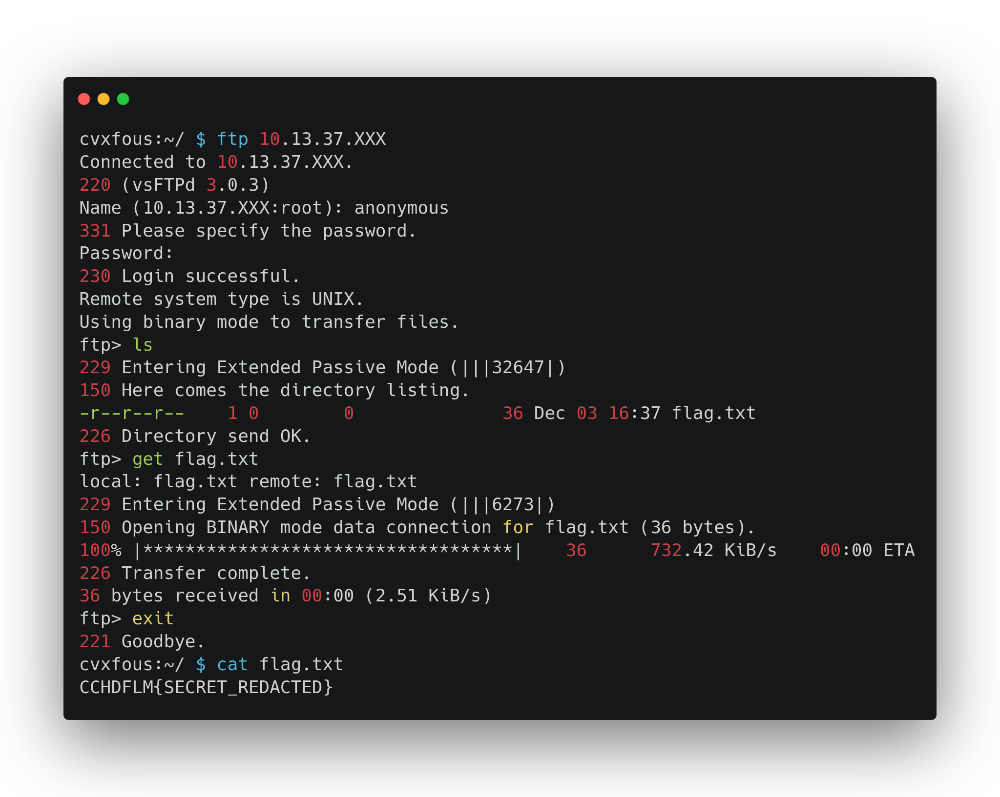 cvxfous:~/ $ ftp 10.13.37.XXX
Connected to 10.13.37.XXX.
220 (vsFTPd 3.0.3)
Name (10.13.37.XXX:root): anonymous
331 Please specify the password.
Password:
230 Login successful.
Remote system type is UNIX.
Using binary mode to transfer files.
ftp> ls
229 Entering Extended Passive Mode (|||32647|)
150 Here comes the directory listing.
-r--r--r--    1 0        0              36 Dec 03 16:37 flag.txt
226 Directory send OK.
ftp> get flag.txt
local: flag.txt remote: flag.txt
229 Entering Extended Passive Mode (|||6273|)
150 Opening BINARY mode data connection for flag.txt (36 bytes).
100% |***********************************|    36      732.42 KiB/s    00:00 ETA
226 Transfer complete.
36 bytes received in 00:00 (2.51 KiB/s)
ftp> exit
221 Goodbye.
cvxfous:~/ $ cat flag.txt
CCHDFLM{SECRET_REDACTED}